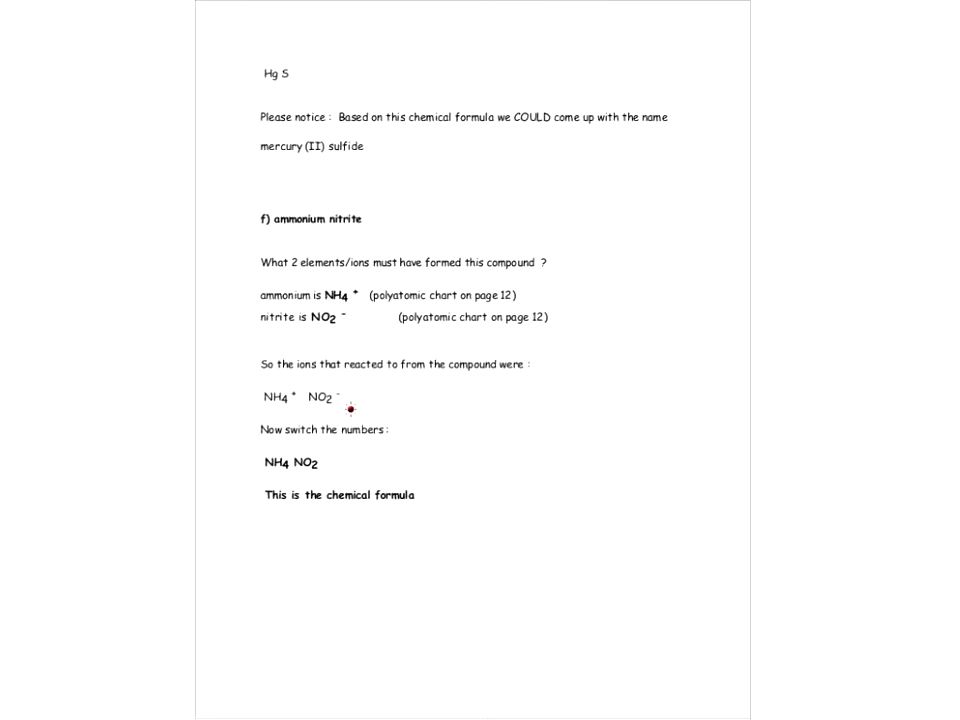 Hg S
Please notice : Based on this chemical formula we COULD come up with the name
mercury (II) sulfide
f) ammonium nitrite
What 2 elements/ions must have formed this compound ?
ammonium is NH4 + (polyatomic chart on page 12)
nitrite is NO2 - (polyatomic chart on page 12)
So the ions that reacted to from the compound were :
NH4 + NO2 -
Now switch the numbers :
NH4 NO2
This is the chemical formula